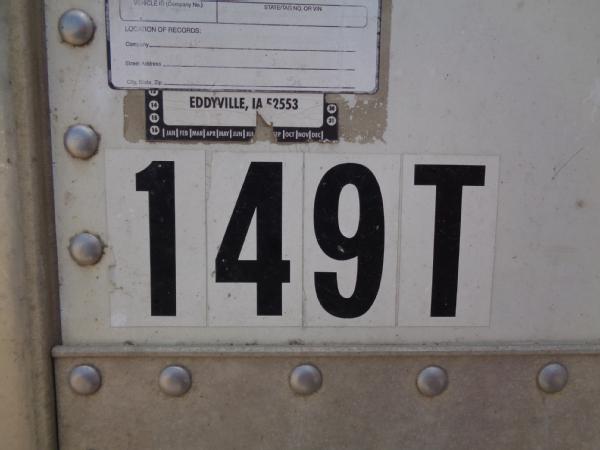 VEHICLE ID (Company No.) STATE/TAG NO. OR VIN
LOCATION OF RECORDS:
Company
Street Address
City, State, Zip
EDDYVILLE, IA 52553
JAN FEB MAR APR MAY JUN SEP OCT NOV DEC
149T